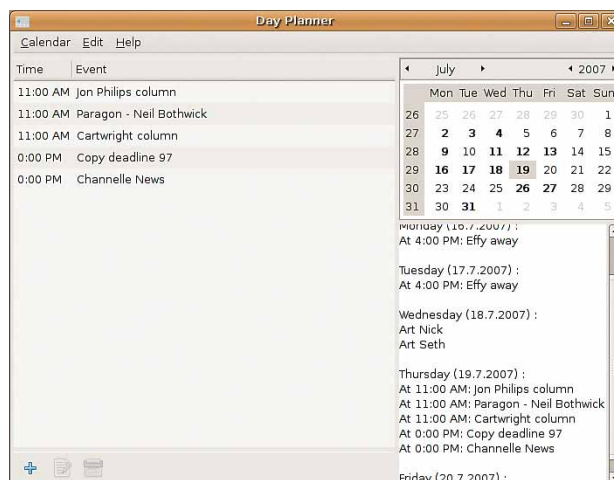 Day Planner
Calendar Edit Help
Time Event
11:00 AM Jon Philips column
11:00 AM Paragon - Neil Bothwick
11:00 AM Cartwright column
0:00 PM Copy deadline 97
0:00 PM Channelle News
July 2007
Mon Tue Wed Thu Fri Sat Sun
26 25 26 27 28 29 30 1
27 2 3 4 5 6 7 8
28 9 10 11 12 13 14 15
29 16 17 18 19 20 21 22
30 23 24 25 26 27 28 29
31 30 31 1 2 3 4 5
Monday (16.7.2007) :
At 4:00 PM: Effy away
Tuesday (17.7.2007) :
At 4:00 PM: Effy away
Wednesday (18.7.2007) :
Art Nick
Art Seth
Thursday (19.7.2007) :
At 11:00 AM: Jon Philips column
At 11:00 AM: Paragon - Neil Bothwick
At 11:00 AM: Cartwright column
At 0:00 PM: Copy deadline 97
At 0:00 PM: Channelle News
Friday (20.7.2007) :